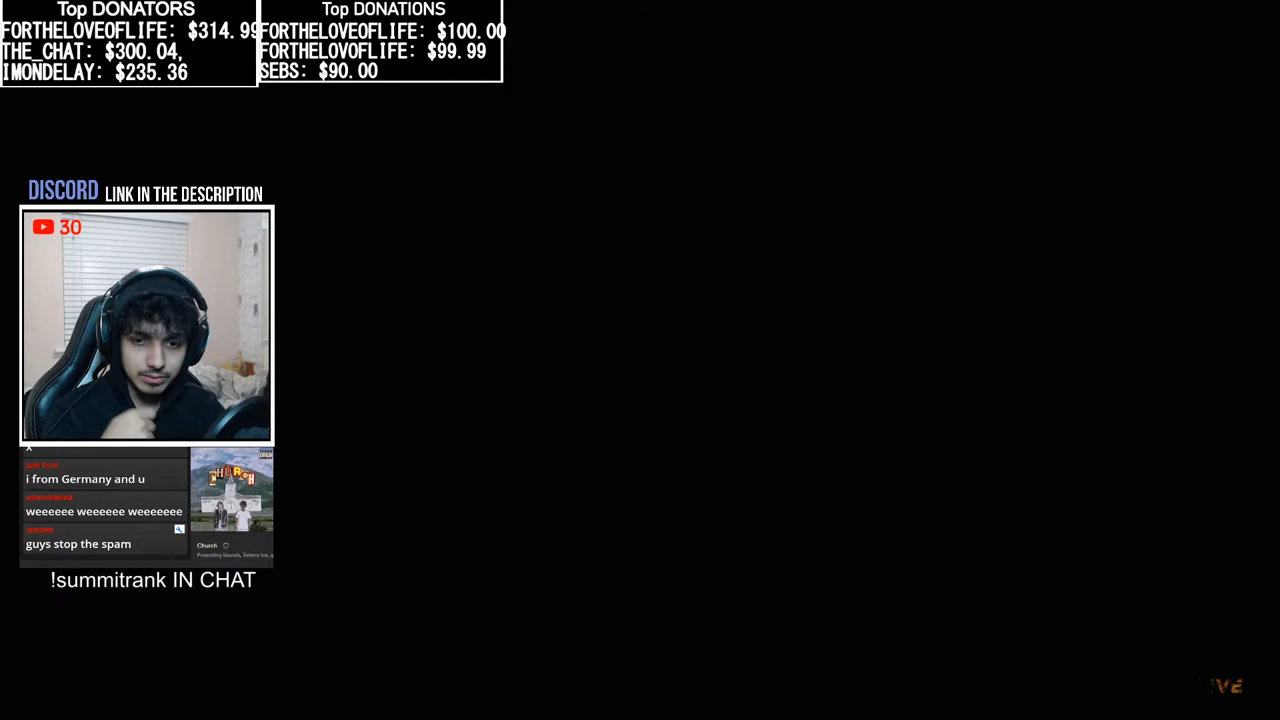 Top DONATORS
FORTHELOVEOFLIFE: $314.99
THE_CHAT: $300.04,
IMONDELAY: $235.36
Top DONATIONS
FORTHELOVEOFLIFE: $100.00
FORTHELOVOFLIFE: $99.99
SEBS: $90.00
DISCORD LINK IN THE DESCRIPTION
30
x
i from Germany and u
weeeeee weeeeee weeeeeee
guys stop the spam
CHURCH
Church
!summitrank IN CHAT